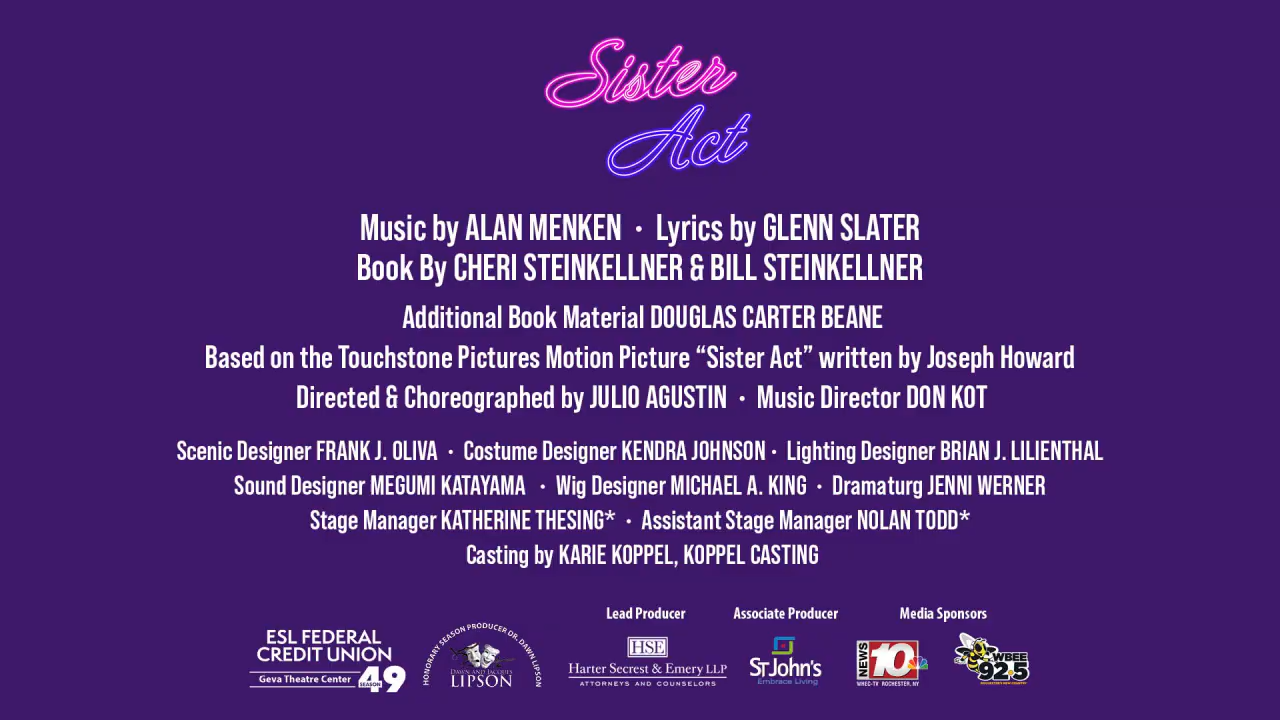 Sister
Act
Music by ALAN MENKEN • Lyrics by GLENN SLATER
Book By CHERI STEINKELLNER & BILL STEINKELLNER
Additional Book Material DOUGLAS CARTER BEANE
Based on the Touchstone Pictures Motion Picture “Sister Act” written by Joseph Howard
Directed & Choreographed by JULIO AGUSTIN • Music Director DON KOT
Scenic Designer FRANK J. OLIVA • Costume Designer KENDRA JOHNSON • Lighting Designer BRIAN J. LILIENTHAL
Sound Designer MEGUMI KATAYAMA • Wig Designer MICHAEL A. KING • Dramaturg JENNI WERNER
Stage Manager KATHERINE THESING* • Assistant Stage Manager NOLAN TODD*
Casting by KARIE KOPPEL, KOPPEL CASTING
ESL FEDERAL
CREDIT UNION
Geva Theatre Center SEASON 49
HONORARY SEASON PRODUCER DR. DAWN LIPSON
DAWN AND JACQUES
LIPSON
Lead Producer
HSE
Harter Secrest & Emery LLP
ATTORNEYS AND COUNSELORS
Associate Producer
St John's
Embrace Living
Media Sponsors
NEWS 10
WHEC-TV ROCHESTER, NY
WBEE
92.5